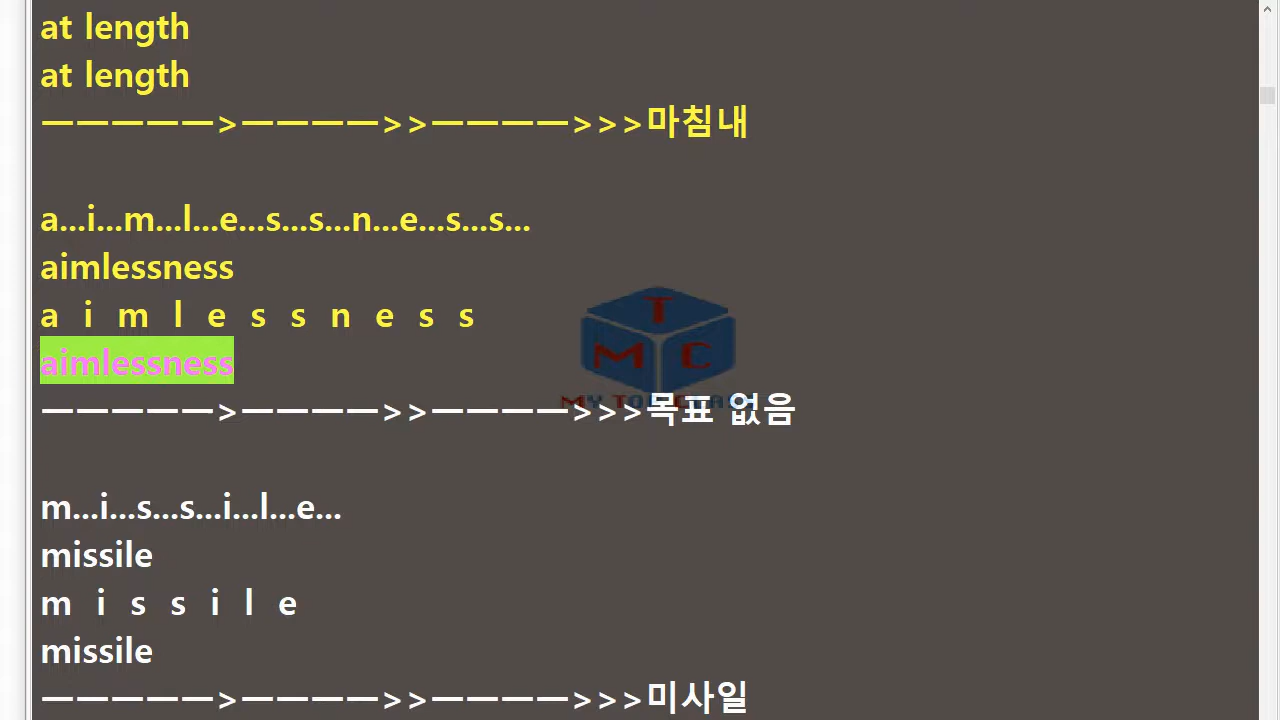 at length
at length
—————>————>>————>>>마침내
a...i...m...l...e...s...s...n...e...s...s...
aimlessness
a i m l e s s n e s s
aimlessness
—————>————>>————>>>목표 없음
T
M C
m...i...s...s...i...l...e...
missile
m i s s i l e
missile
—————>————>>————>>>미사일